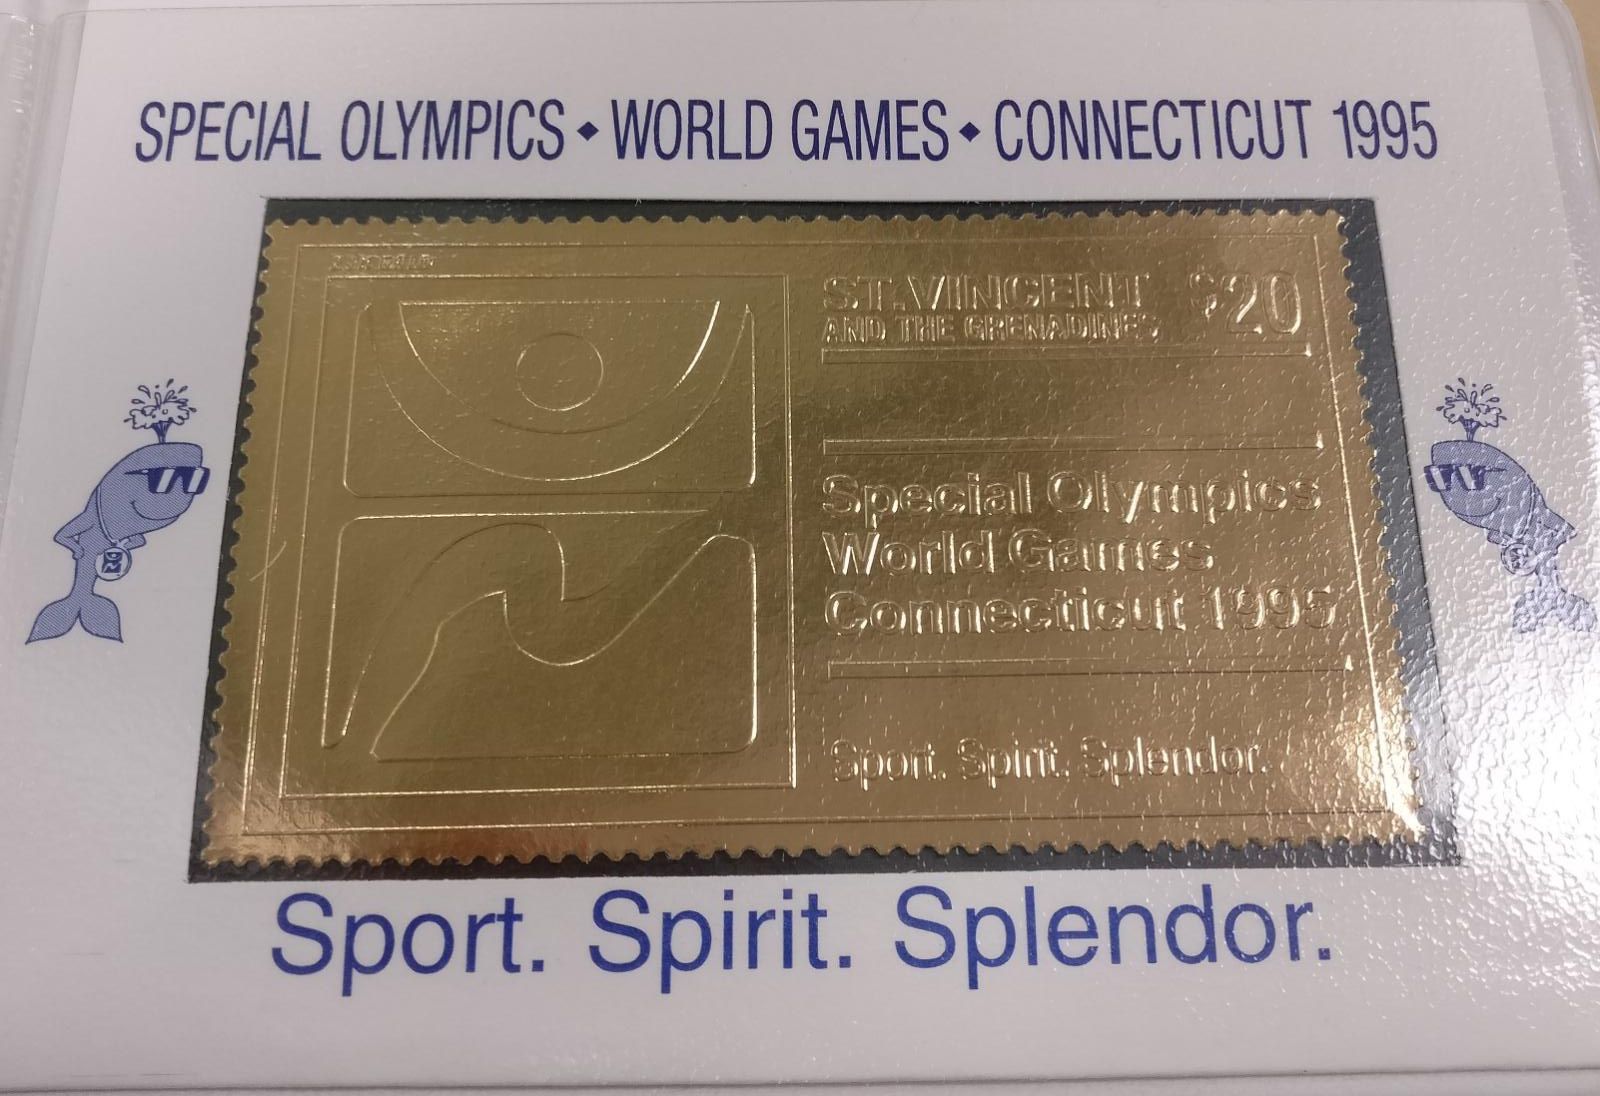 SPECIAL OLYMPICS ◆ WORLD GAMES ◆ CONNECTICUT 1995
ST. VINCENT $20
AND THE GRENADINES
Special Olympics
World Games
Connecticut 1995
Sport. Spirit. Splendor.
Sport. Spirit. Splendor.